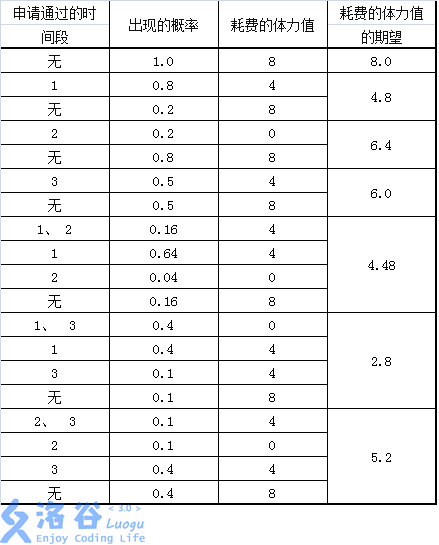 申请通过的时间段 出现的概率 耗费的体力值 耗费的体力值的期望
无 1.0 8 8.0
1 0.8 4 4.8
无 0.2 8
2 0.2 0 6.4
无 0.8 8
3 0.5 4 6.0
无 0.5 8
1、 2 0.16 4 4.48
1 0.64 4
2 0.04 0
无 0.16 8
1、 3 0.4 0 2.8
1 0.4 4
3 0.1 4
无 0.1 8
2、 3 0.1 4 5.2
2 0.1 0
3 0.4 4
无 0.4 8
洛谷 <3.0> Luogu
Enjoy Coding Life